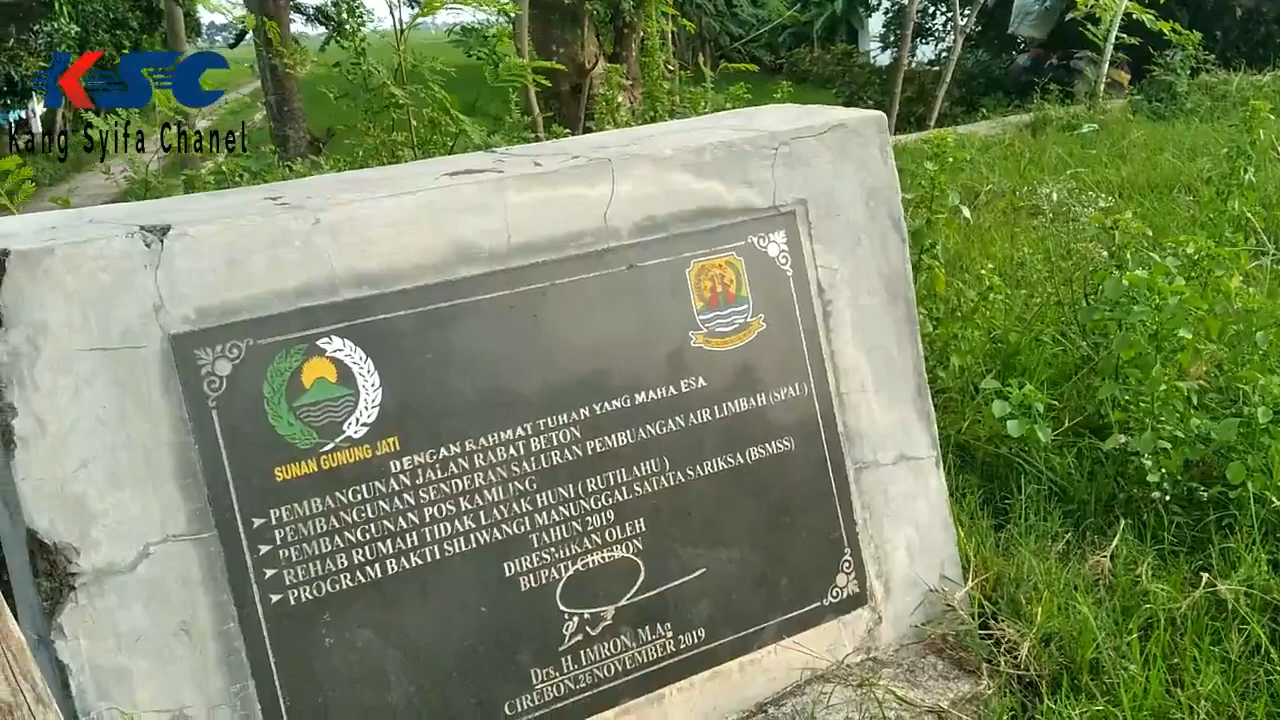 KSC
Kang Syifa Chanel
SUNAN GUNUNG JATI
DENGAN RAHMAT TUHAN YANG MAHA ESA
➤ PEMBANGUNAN JALAN RABAT BETON
PEMBANGUNAN SENDERAN SALURAN PEMBUANGAN AIR LIMBAH (SPAL)
➤ PEMBANGUNAN POS KAMLING
➤ REHAB RUMAH TIDAK LAYAK HUNI ( RUTILAHU )
➤ PROGRAM BAKTI SILIWANGI MANUNGGAL SATATA SARIKSA (BSMSS)
TAHUN 2019
DIRESMIKAN OLEH
BUPATI CIREBON
Drs, H. IMRON, M.Ag
CIREBON.26NOVEMBER 2019